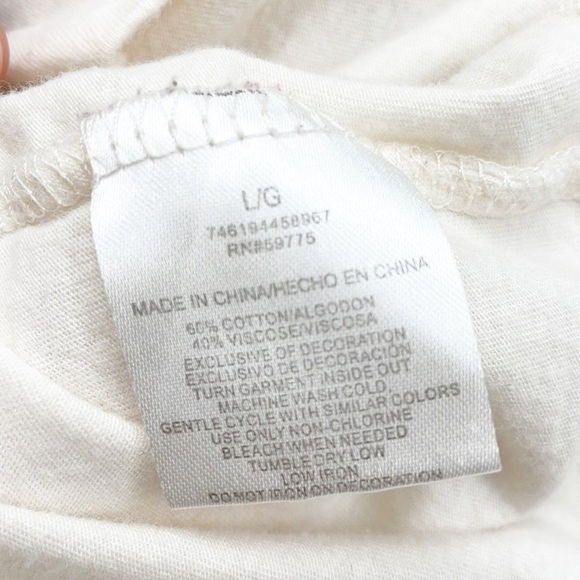 L/G
746194458967
RN#59775
MADE IN CHINA/HECHO EN CHINA
60% COTTON/ALGODON
40% VISCOSE/VISCOSA
EXCLUSIVE OF DECORATION
EXCLUSIVO DE DECORACIÓN
TURN GARMENT INSIDE OUT
MACHINE WASH COLD
GENTLE CYCLE WITH SIMILAR COLORS
USE ONLY NON-CHLORINE
BLEACH WHEN NEEDED
TUMBLE DRY LOW
LOW IRON
DO NOT IRON ON DECORATION